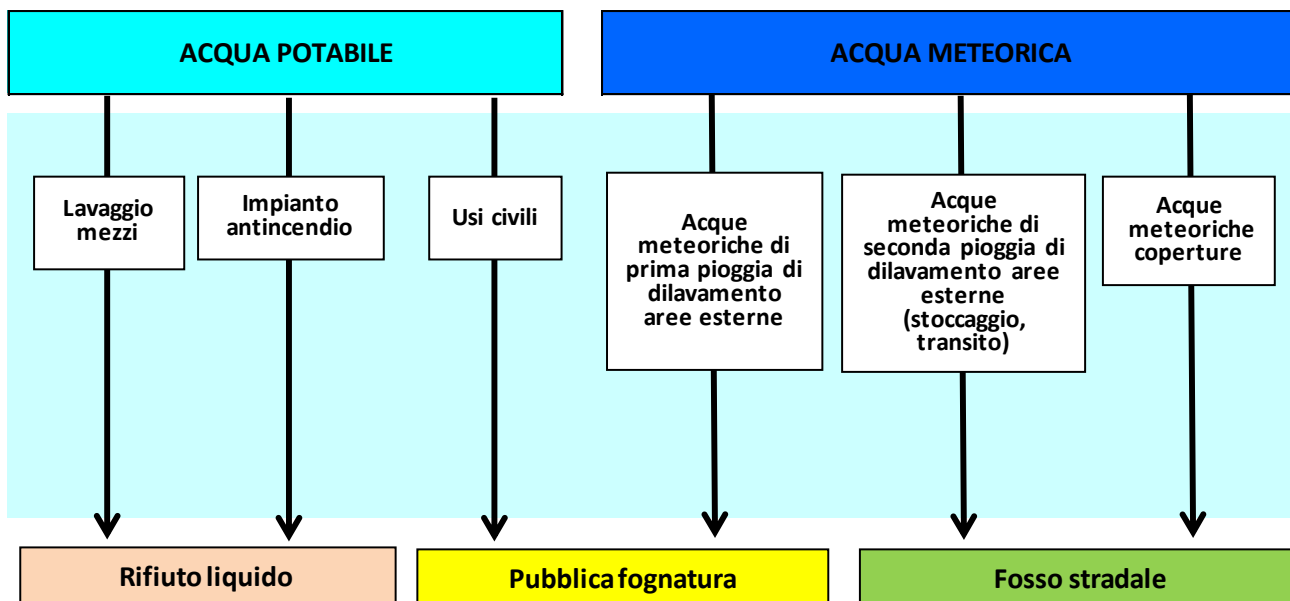 ACQUA POTABILE
ACQUA METEORICA
Lavaggio
mezzi
Impianto
antincendio
Usi civili
Acque
meteoriche di
prima pioggia di
dilavamento
aree esterne
Acque
meteoriche di
seconda pioggia di
dilavamento aree
esterne
(stoccaggio,
transito)
Acque
meteoriche
coperture
Rifiuto liquido
Pubblica fognatura
Fosso stradale